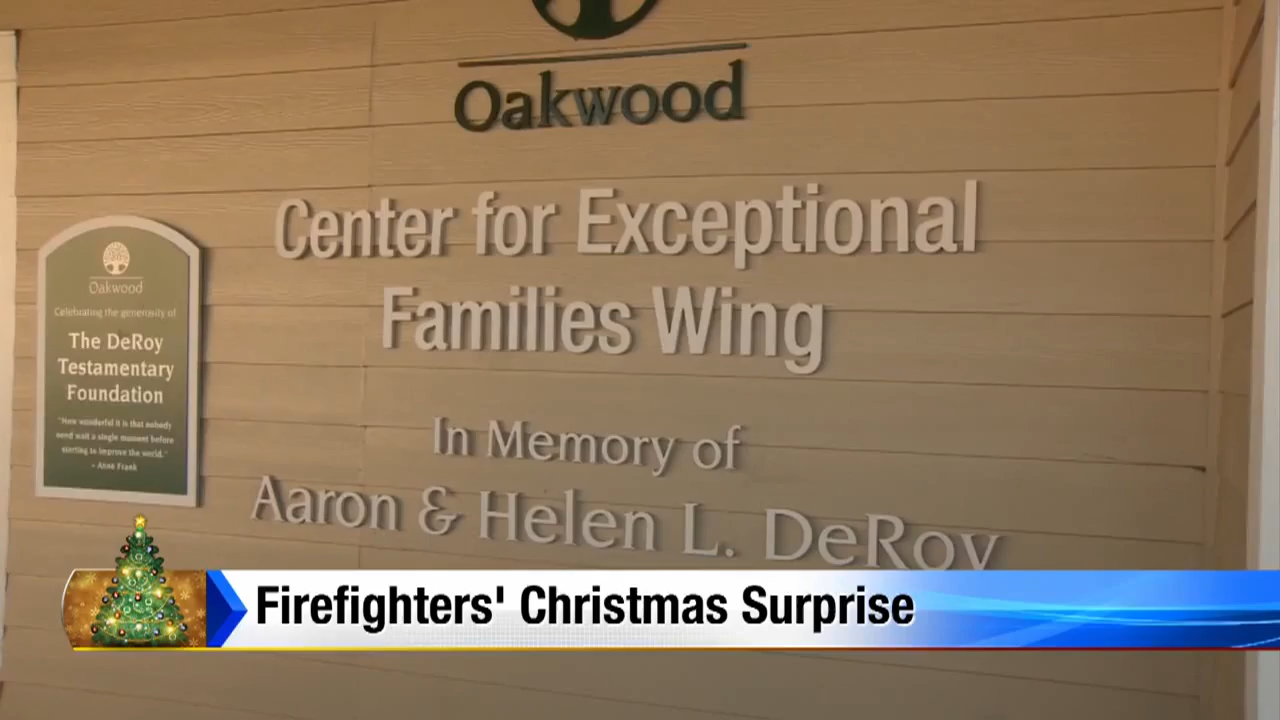 Oakwood
Center for Exceptional
Families Wing
In Memory of
Aaron & Helen L. DeRoy
Oakwood
Celebrating the generosity of
The DeRoy
Testamentary
Foundation
"How wonderful it is that nobody
need wait a single moment before
starting to improve the world."
- Anne Frank
Firefighters' Christmas Surprise